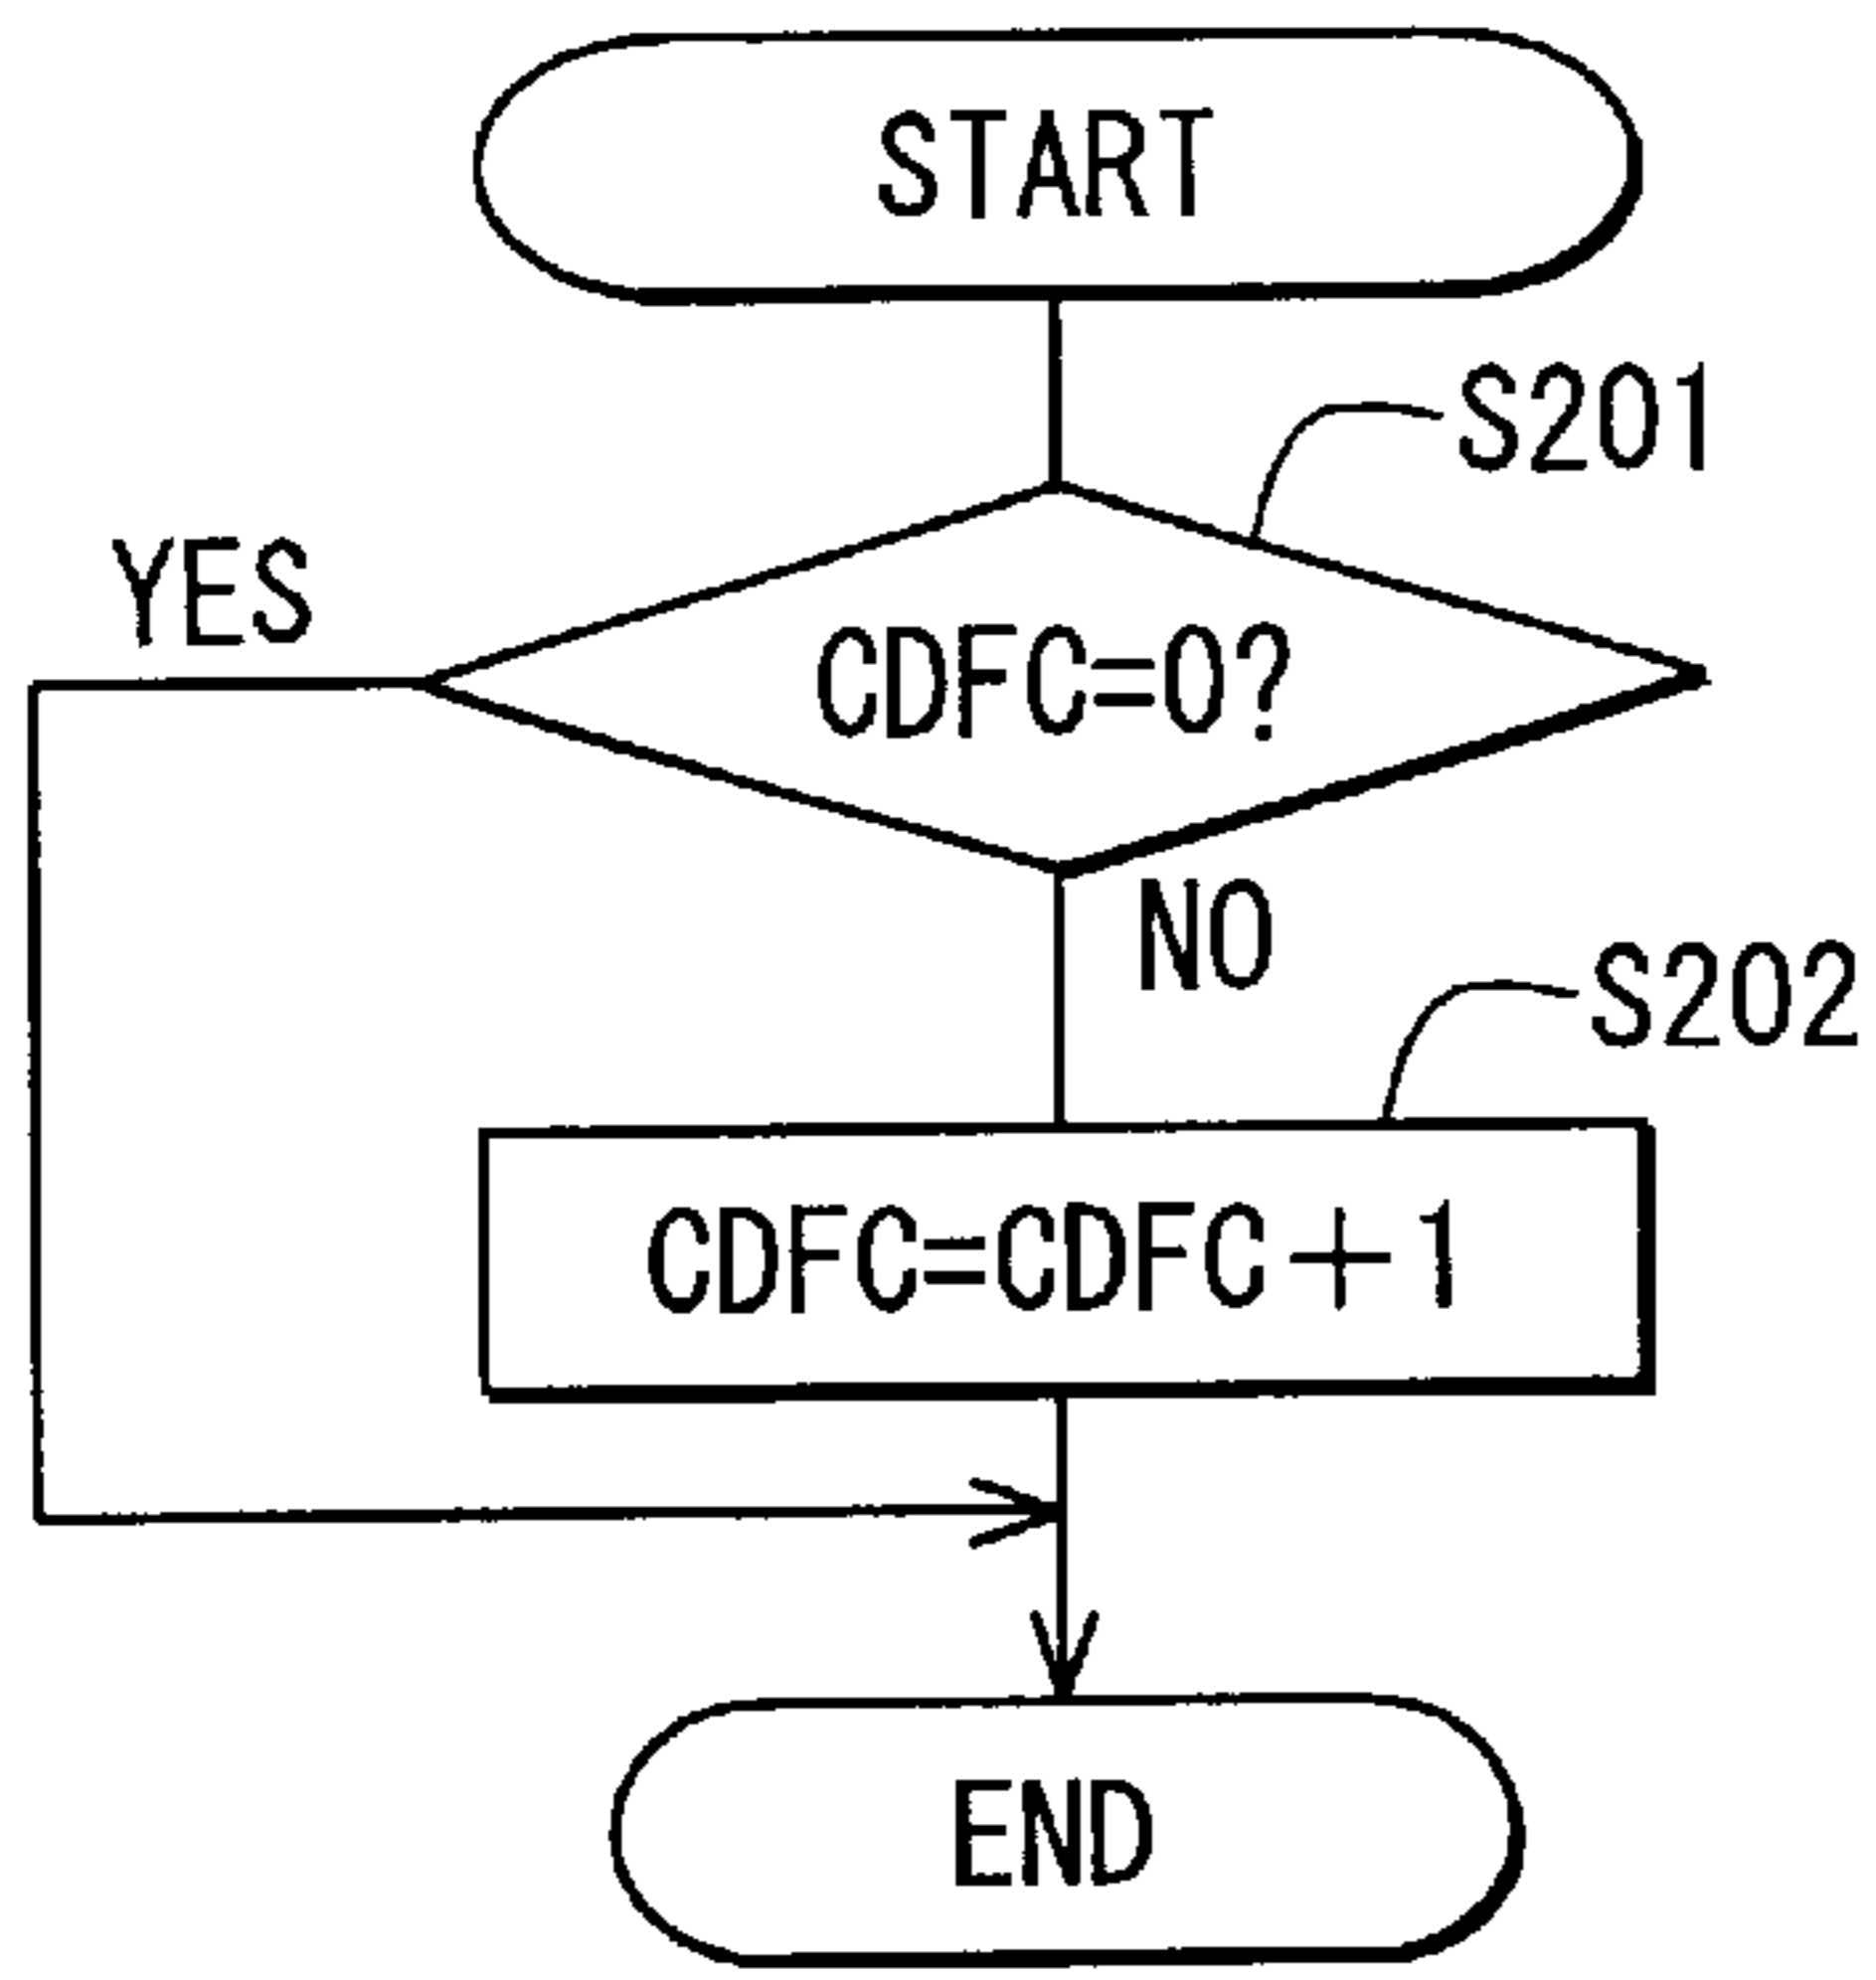 START
S201
YES
CDFC=0?
NO
S202
CDFC=CDFC+1
END